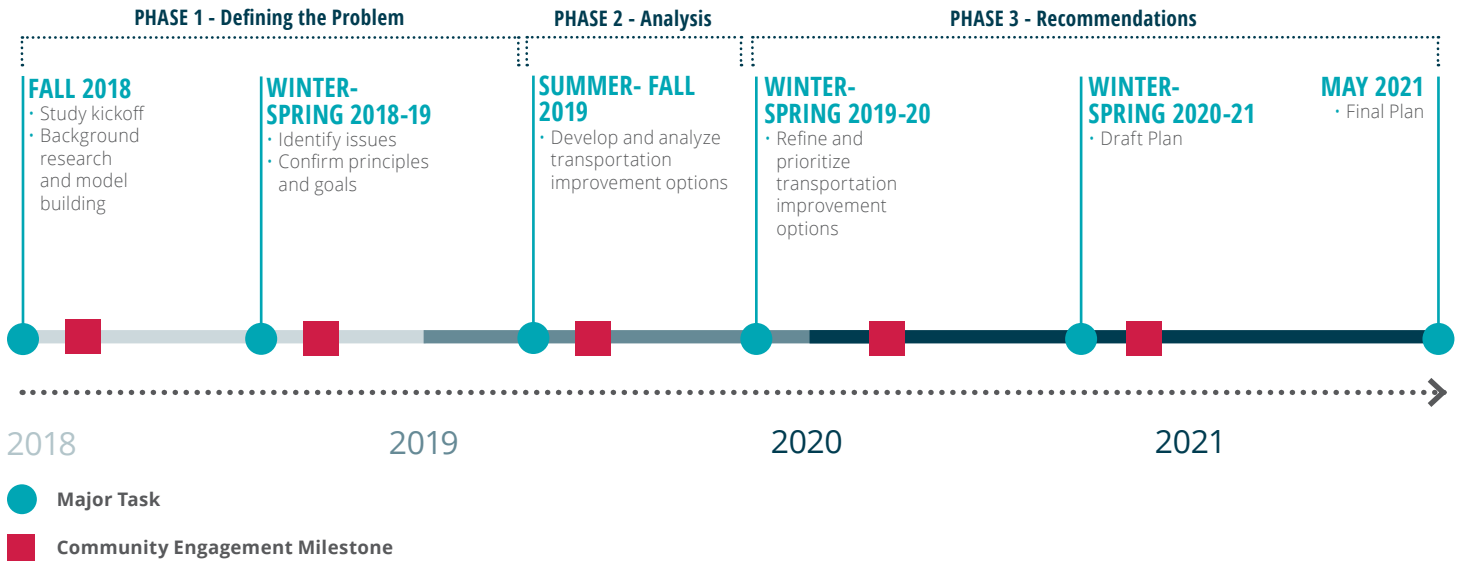 PHASE 1 - Defining the Problem
PHASE 2 - Analysis
PHASE 3 - Recommendations
FALL 2018
· Study kickoff
· Background
research
and model
building
WINTER-
SPRING 2018-19
· Identify issues
· Confirm principles
and goals
SUMMER- FALL
2019
· Develop and analyze
transportation
improvement options
WINTER-
SPRING 2019-20
· Refine and
prioritize
transportation
improvement
options
WINTER-
SPRING 2020-21
· Draft Plan
MAY 2021
· Final Plan
2018
2019
2020
2021
Major Task
Community Engagement Milestone